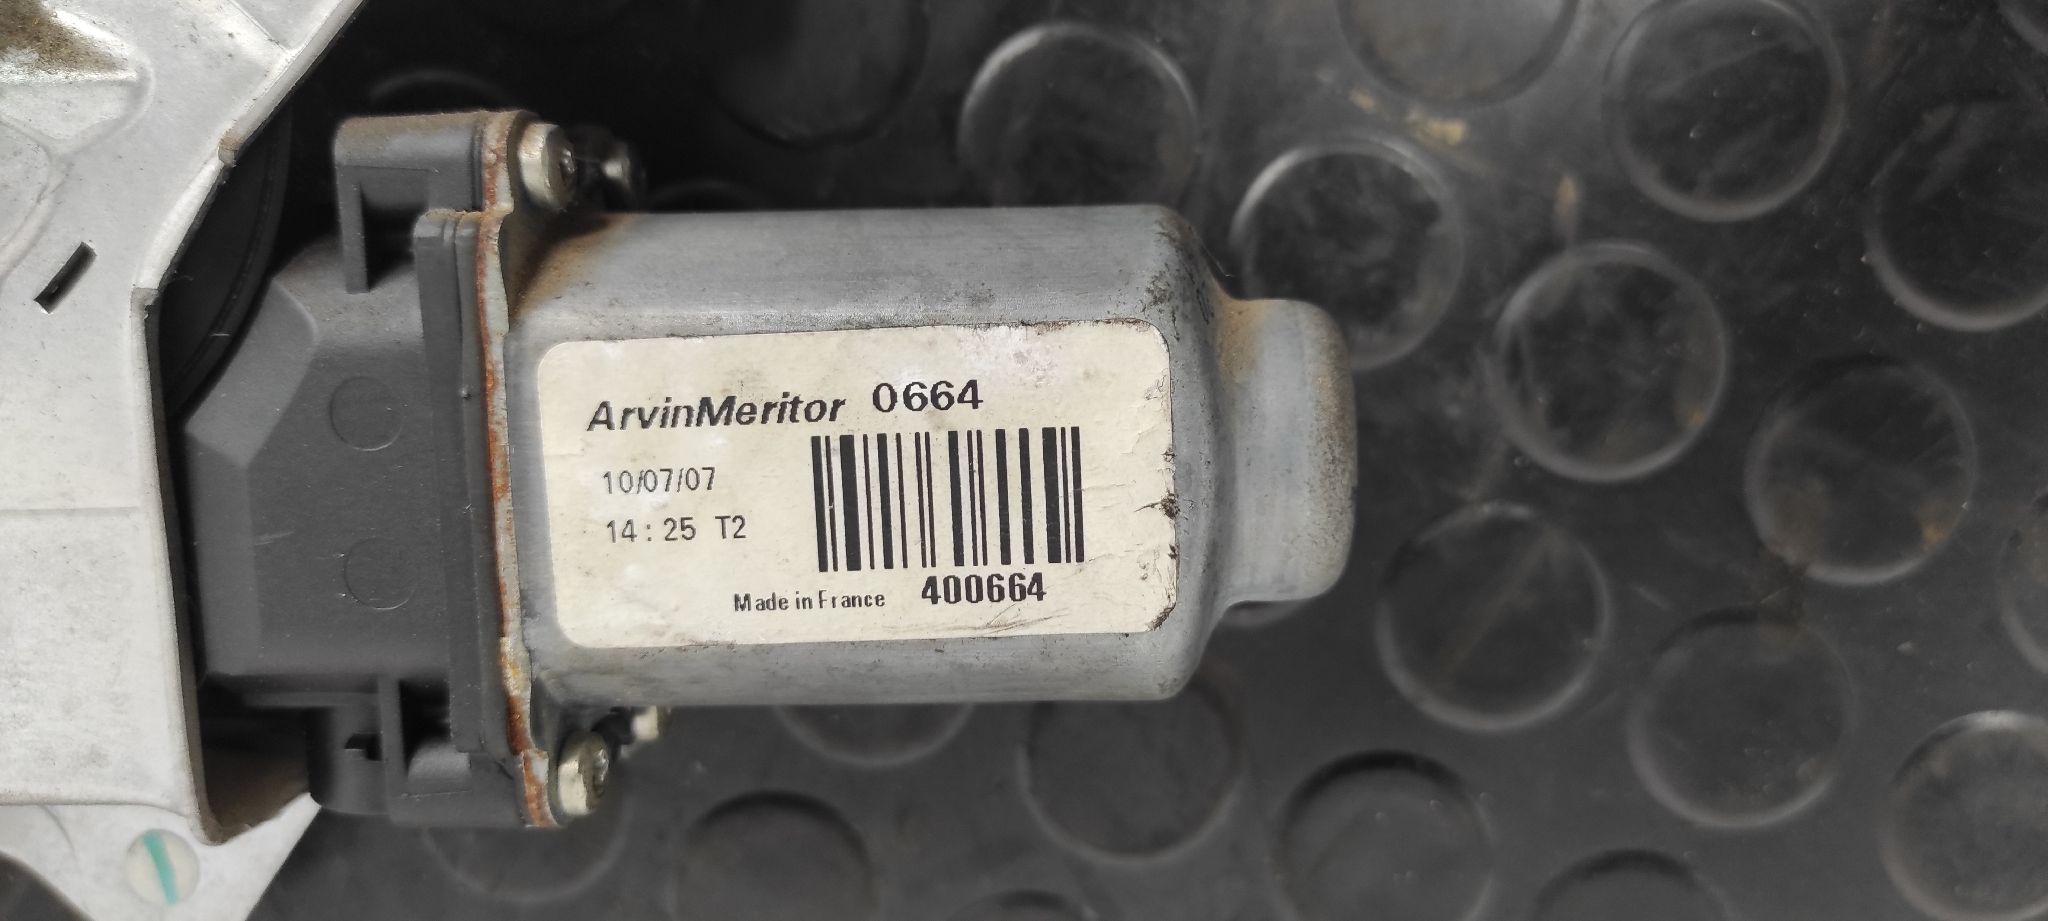 ArvinMeritor 0664
10/07/07
14:25 T2
Made in France 400664